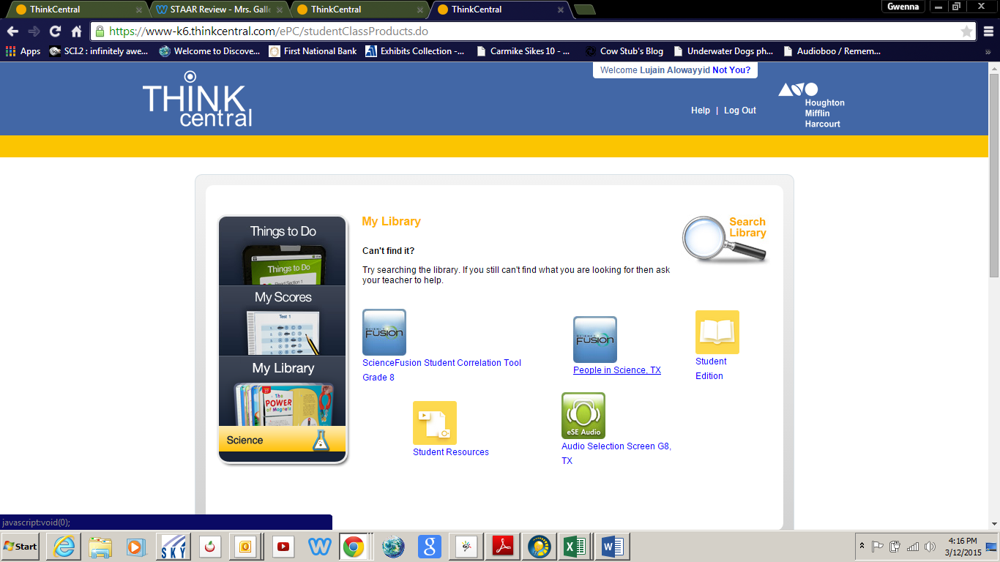 ThinkCentral
STAAR Review - Mrs. Galle
ThinkCentral
ThinkCentral
Gwenna
https://www-k6.thinkcentral.com/ePC/studentClassProducts.do
Apps
SCI.2 : infinitely awe...
Welcome to Discove...
First National Bank
Exhibits Collection -...
Carmike Sikes 10 - ...
Cow Stub's Blog
Underwater Dogs ph...
Audioboo / Remem...
Welcome Lujain Alowayyid Not You?
THINK
central
Help | Log Out
Houghton
Mifflin
Harcourt
Things to Do
Things to Do
Read Section 1
My Scores
Test 1
My Library
The
POWER
of Magnets
Science
My Library
Search
Library
Can't find it?
Try searching the library. If you still can't find what you are looking for then ask
your teacher to help.
SCIENCE
FUSION
ScienceFusion Student Correlation Tool
Grade 8
SCIENCE
FUSION
People in Science, TX
Student
Edition
Student Resources
eSE Audio
Audio Selection Screen G8,
TX
javascript:void(0);
Start
SKY
4:16 PM
3/12/2015